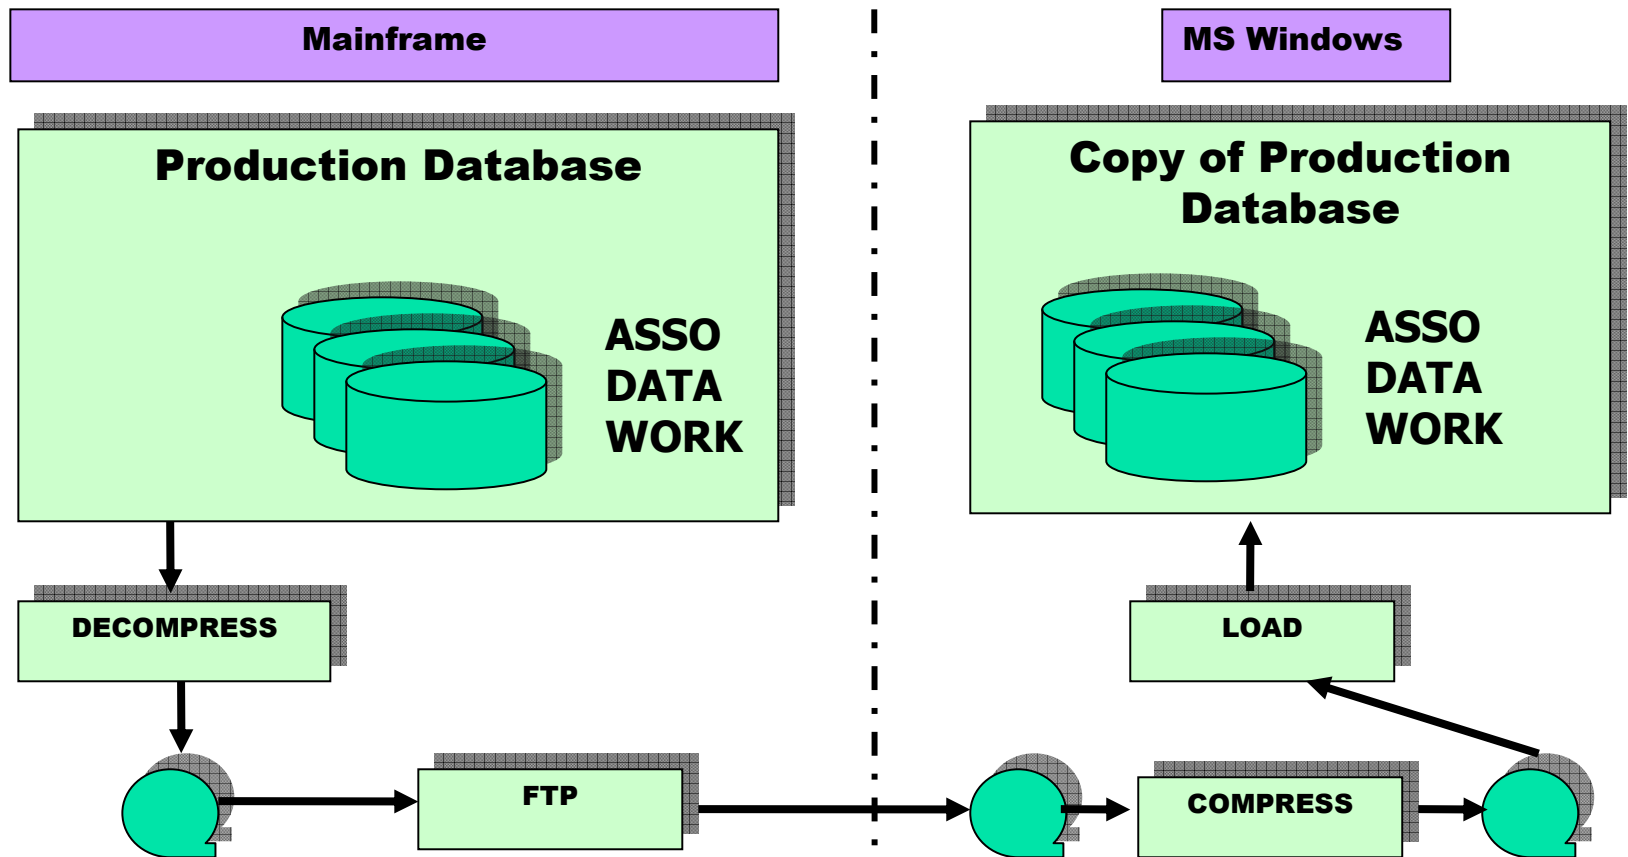 Mainframe
MS Windows
Production Database
ASSO
DATA
WORK
Copy of Production
Database
ASSO
DATA
WORK
DECOMPRESS
LOAD
FTP
COMPRESS